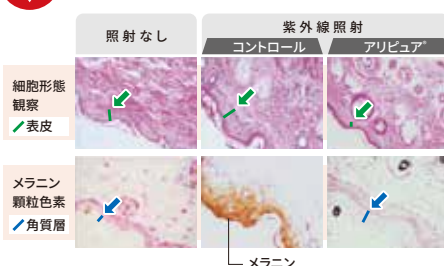 照射なし
紫外線照射
コントロール
アリピュア®
細胞形態
観察
表皮
メラニン
顆粒色素
角質層
メラニン